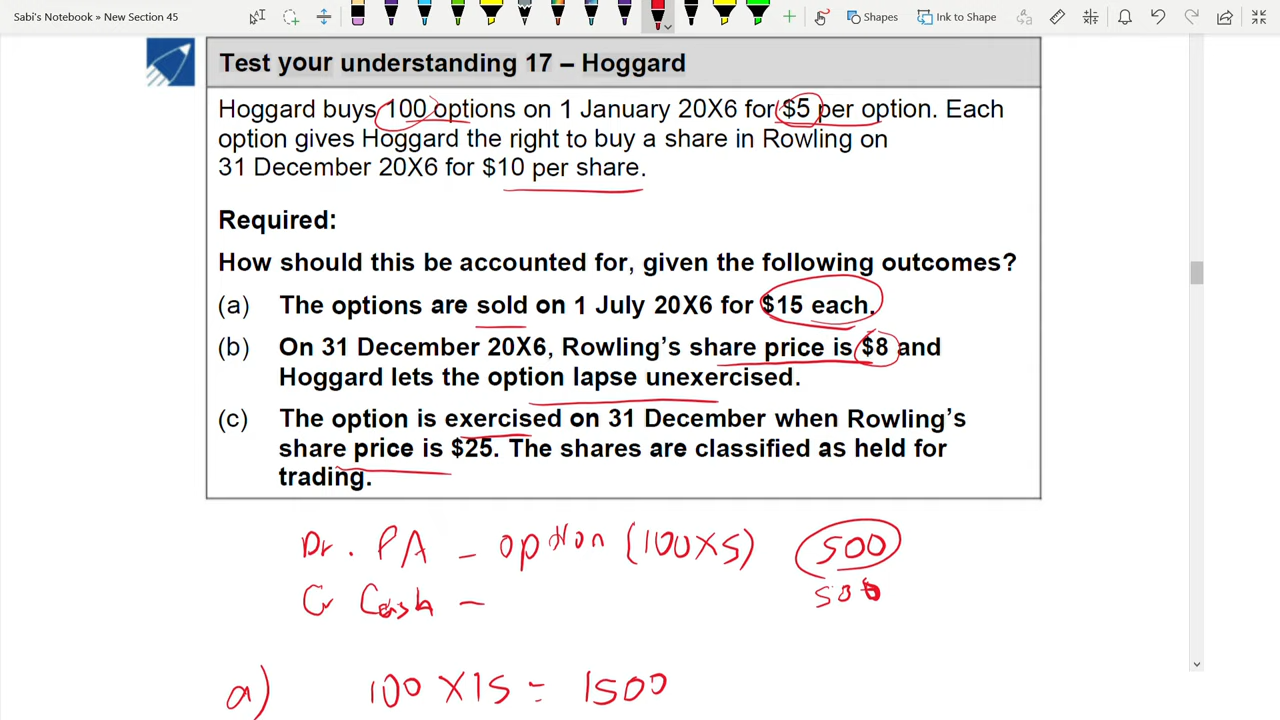 Sabi's Notebook » New Section 45
Shapes
Ink to Shape
Test your understanding 17 – Hoggard
Hoggard buys 100 options on 1 January 20X6 for $5 per option. Each
option gives Hoggard the right to buy a share in Rowling on
31 December 20X6 for $10 per share.
Required:
How should this be accounted for, given the following outcomes?
(a) The options are sold on 1 July 20X6 for $15 each.
(b) On 31 December 20X6, Rowling's share price is $8 and
Hoggard lets the option lapse unexercised.
(c) The option is exercised on 31 December when Rowling's
share price is $25. The shares are classified as held for
trading.
Dr. FA – option (100X5) 500
Cr Cash – 500
a) 100 X 15 = 1500